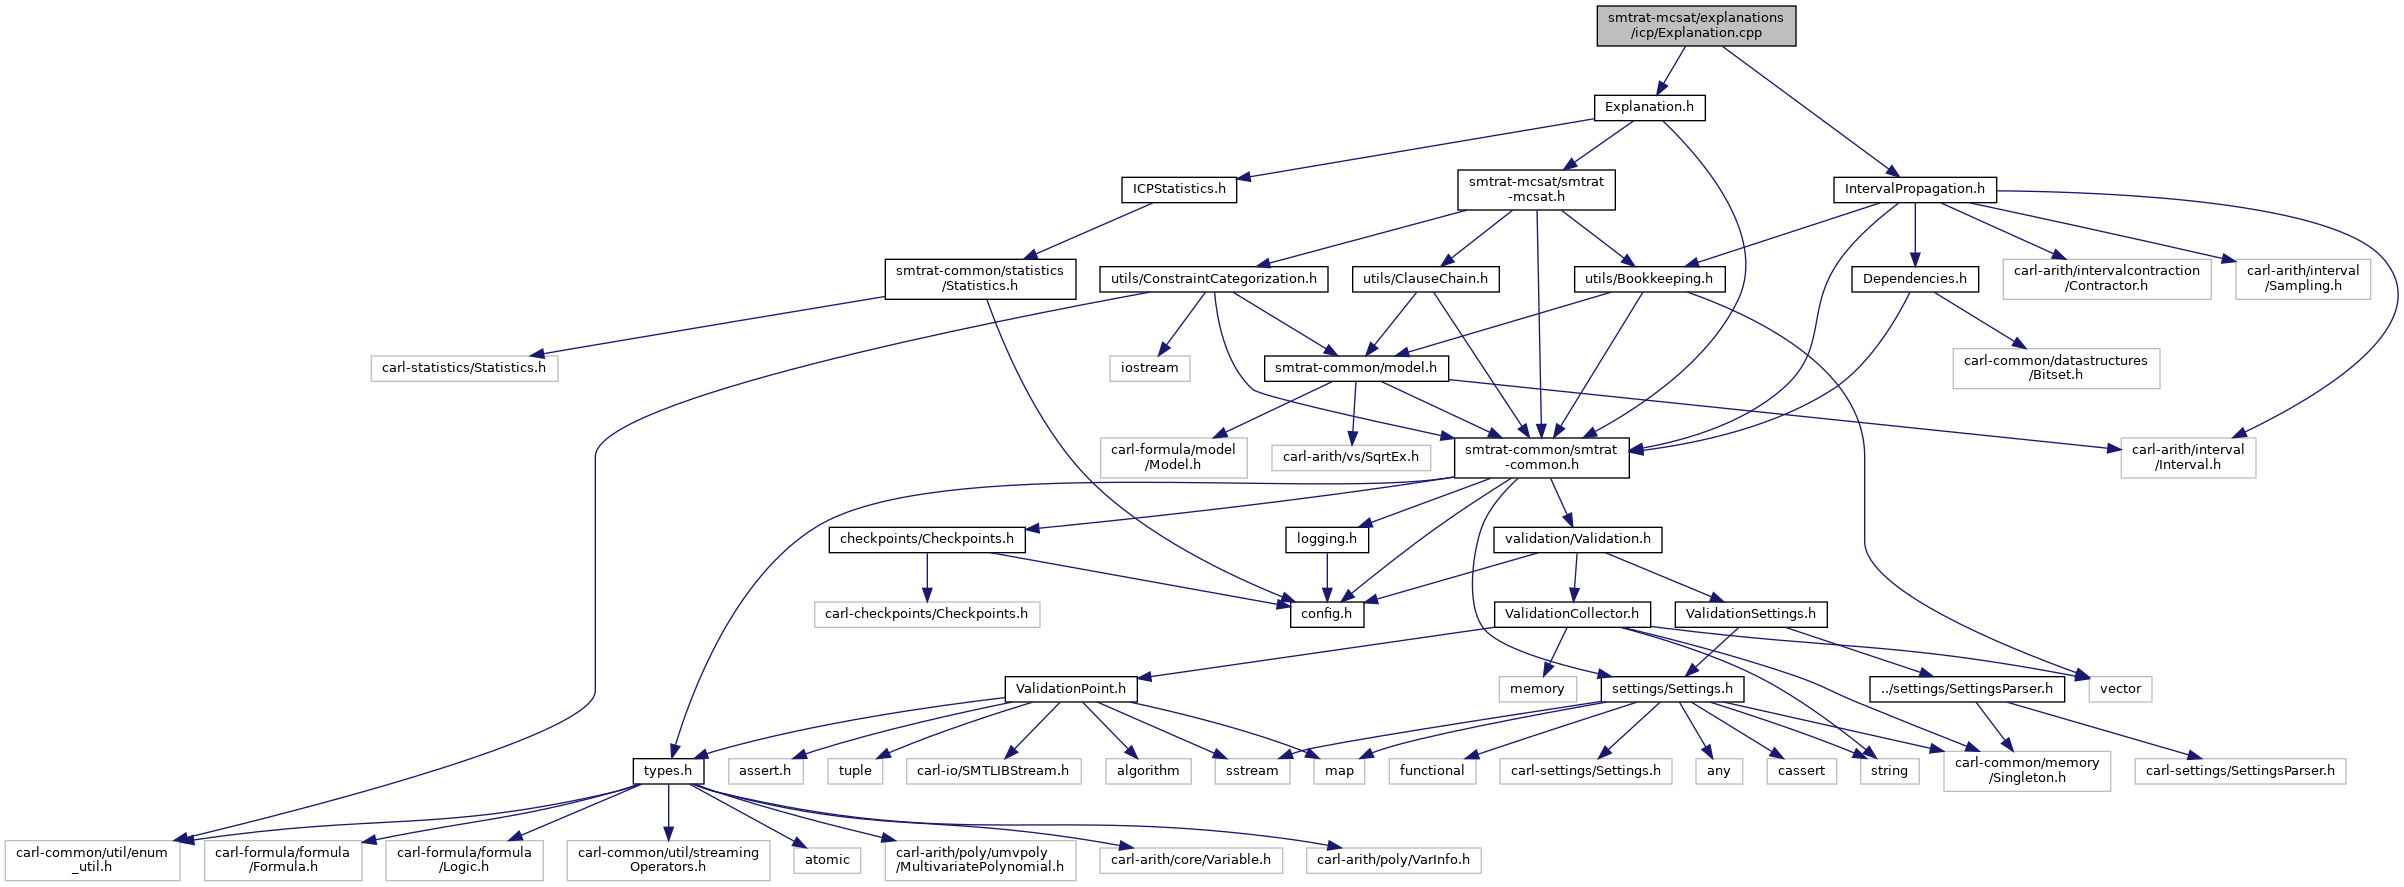 smtrat-mcsat/explanations
/icp/Explanation.cpp
Explanation.h
ICPStatistics.h
smtrat-mcsat/smtrat
-mcsat.h
IntervalPropagation.h
smtrat-common/statistics
/Statistics.h
utils/ConstraintCategorization.h
utils/ClauseChain.h
utils/Bookkeeping.h
Dependencies.h
carl-arith/intervalcontraction
/Contractor.h
carl-arith/interval
/Sampling.h
carl-statistics/Statistics.h
iostream
smtrat-common/model.h
carl-common/datastructures
/Bitset.h
carl-formula/model
/Model.h
carl-arith/vs/SqrtEx.h
smtrat-common/smtrat
-common.h
carl-arith/interval
/Interval.h
checkpoints/Checkpoints.h
logging.h
validation/Validation.h
carl-checkpoints/Checkpoints.h
config.h
ValidationCollector.h
ValidationSettings.h
ValidationPoint.h
memory
settings/Settings.h
../settings/SettingsParser.h
vector
types.h
assert.h
tuple
carl-io/SMTLIBStream.h
algorithm
sstream
map
functional
carl-settings/Settings.h
any
cassert
string
carl-common/memory
/Singleton.h
carl-settings/SettingsParser.h
carl-common/util/enum
_util.h
carl-formula/formula
/Formula.h
carl-formula/formula
/Logic.h
carl-common/util/streaming
Operators.h
atomic
carl-arith/poly/umvpoly
/MultivariatePolynomial.h
carl-arith/core/Variable.h
carl-arith/poly/VarInfo.h